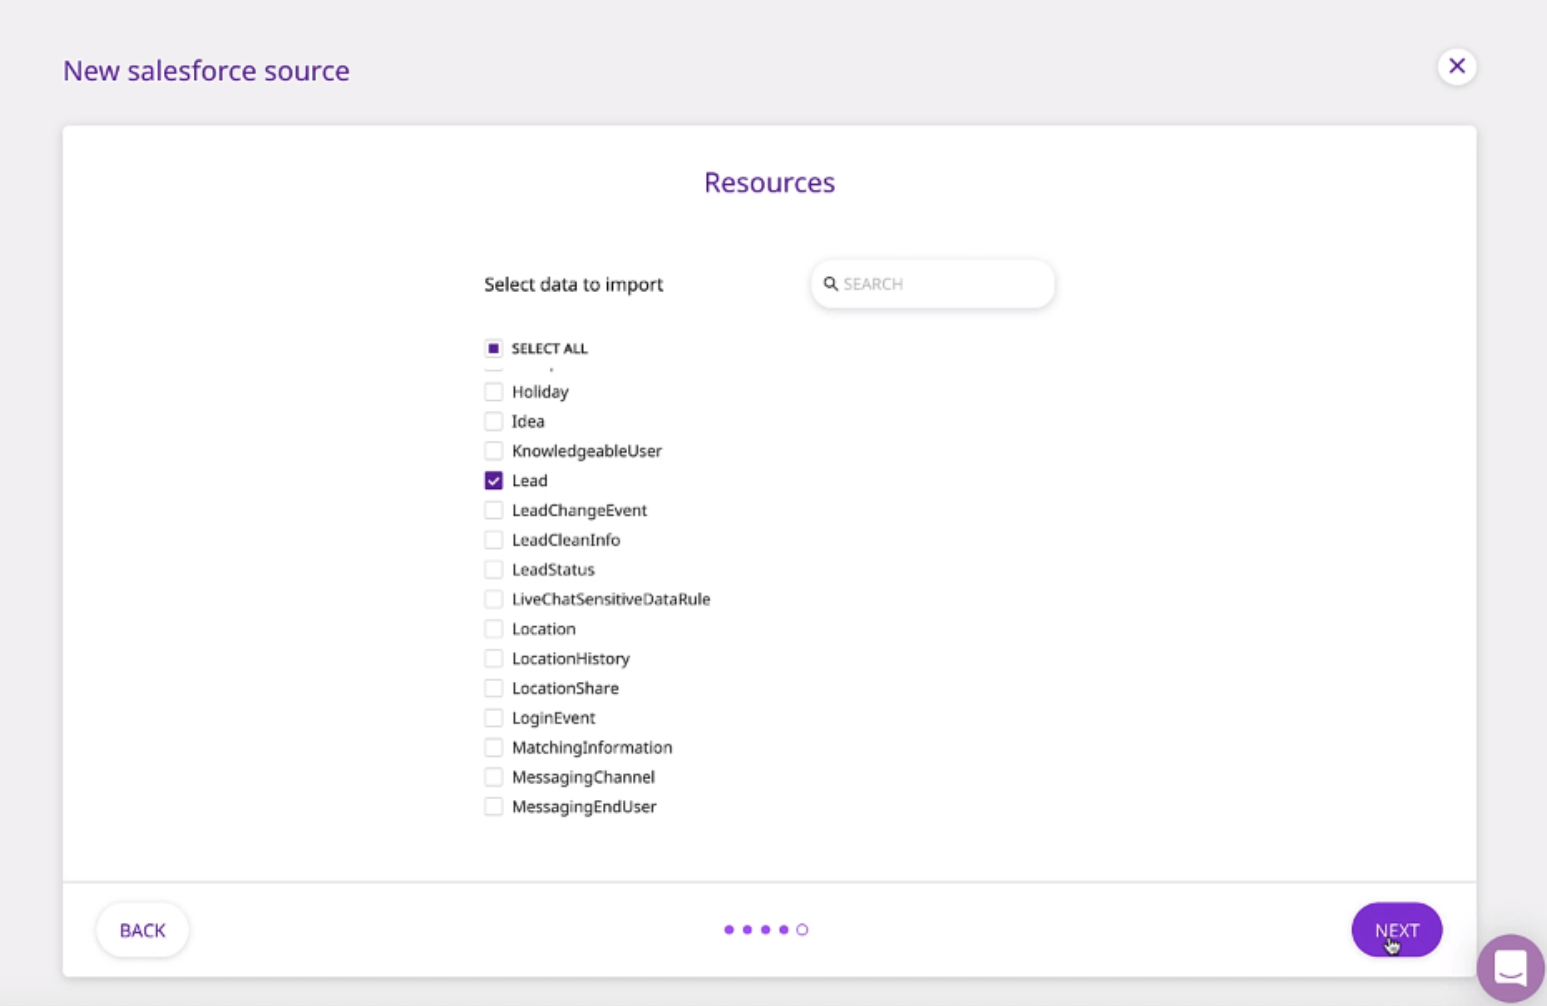 New salesforce source
Resources
Select data to import
SEARCH
SELECT ALL
Holiday
Idea
KnowledgeableUser
Lead
LeadChangeEvent
LeadCleanInfo
LeadStatus
LiveChatSensitiveDataRule
Location
LocationHistory
LocationShare
LoginEvent
MatchingInformation
MessagingChannel
MessagingEndUser
BACK
NEXT